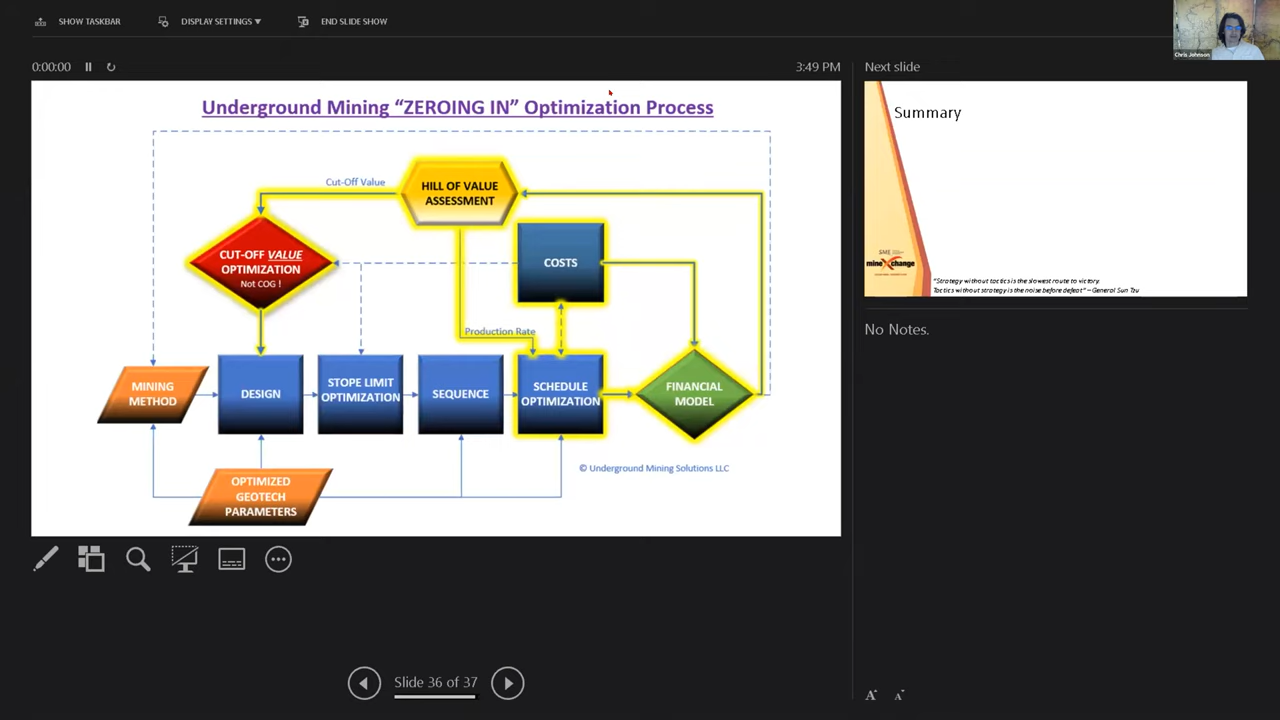 SHOW TASKBAR
DISPLAY SETTINGS
END SLIDE SHOW
Chris Johnson
0:00:00
3:49 PM
Underground Mining “ZEROING IN” Optimization Process
Cut-Off Value
HILL OF VALUE
ASSESSMENT
CUT-OFF VALUE
OPTIMIZATION
Not COG !
COSTS
Production Rate
MINING
METHOD
DESIGN
STOPE LIMIT
OPTIMIZATION
SEQUENCE
SCHEDULE
OPTIMIZATION
FINANCIAL
MODEL
OPTIMIZED
GEOTECH
PARAMETERS
© Underground Mining Solutions LLC
Slide 36 of 37
Next slide
Summary
SME
mineXchange
“Strategy without tactics is the slowest route to victory.
Tactics without strategy is the noise before defeat” – General Sun Tzu
No Notes.
A
A